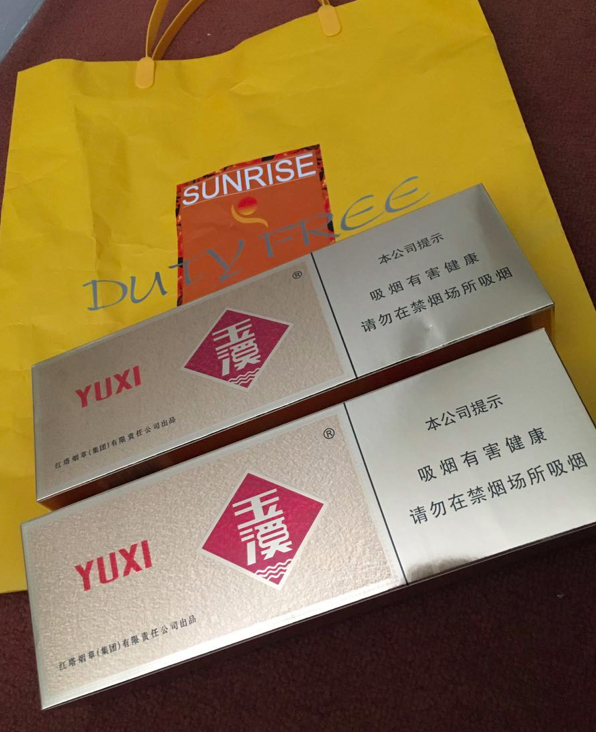 SUNRISE
DUTY FREE
®
玉溪
YUXI
红塔烟草(集团)有限责任公司出品
本公司提示
吸烟有害健康
请勿在禁烟场所吸烟
®
玉溪
YUXI
红塔烟草(集团)有限责任公司出品
本公司提示
吸烟有害健康
请勿在禁烟场所吸烟